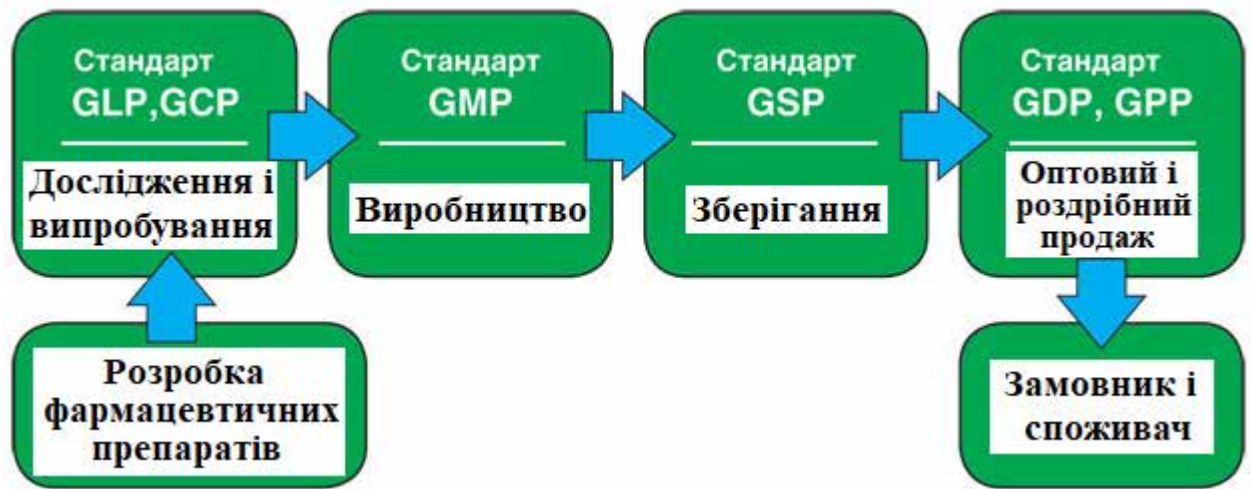 Стандарт
GLP,GCP
Дослідження і
випробування
Стандарт
GMP
Виробництво
Стандарт
GSP
Зберігання
Стандарт
GDP, GPP
Оптовий і
роздрібний
продаж
Розробка
фармацевтичних
препаратів
Замовник і
споживач